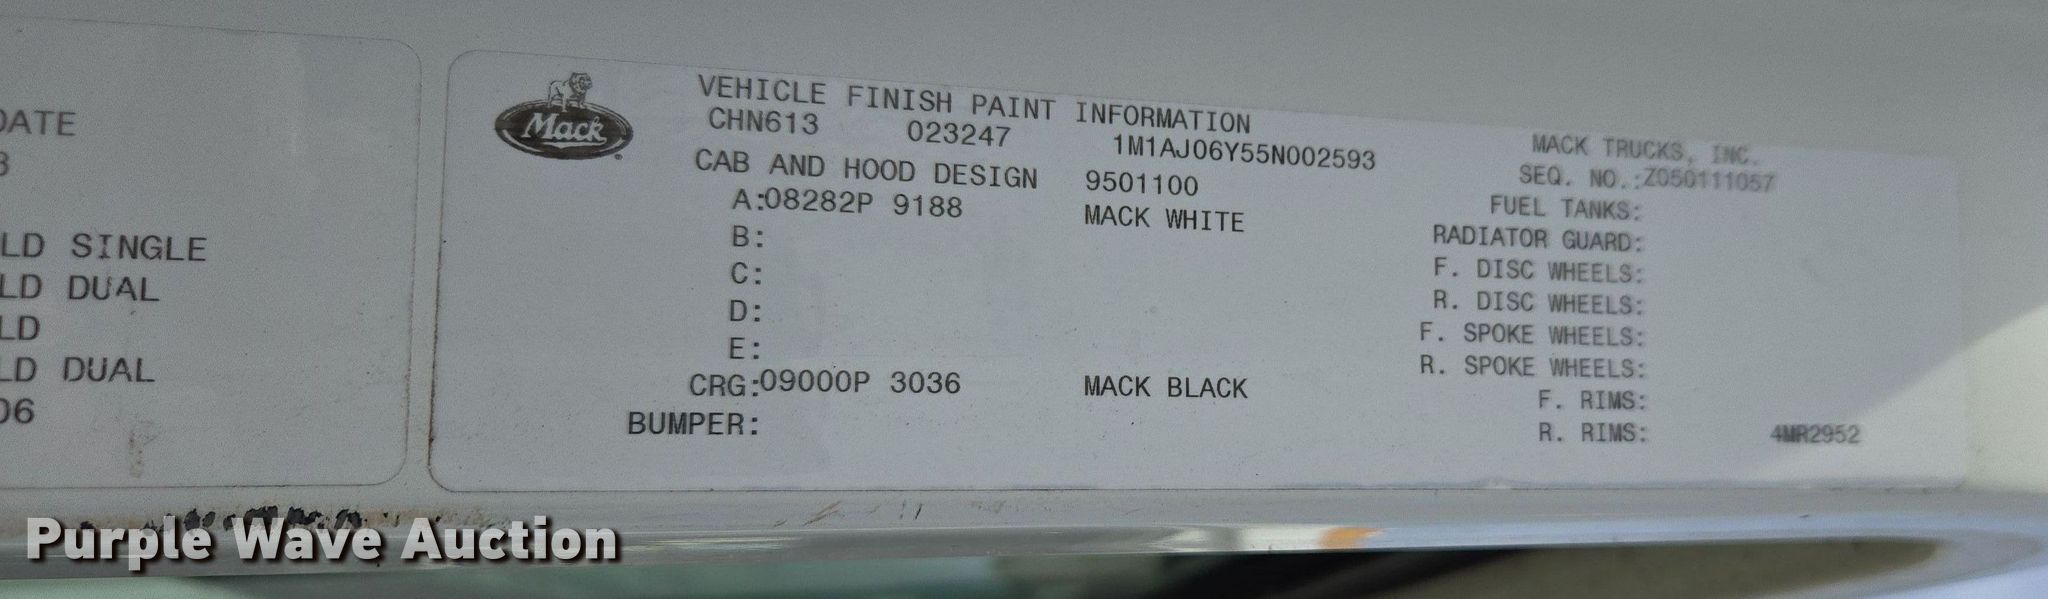 DATE
3
LD SINGLE
LD DUAL
LD
LD DUAL
06
Mack
VEHICLE FINISH PAINT INFORMATION
CHN613 023247 1M1AJ06Y55N002593
CAB AND HOOD DESIGN 9501100
A:08282P 9188 MACK WHITE
B:
C:
D:
E:
CRG:09000P 3036 MACK BLACK
BUMPER:
MACK TRUCKS, INC.
SEQ. NO.:Z050111057
FUEL TANKS:
RADIATOR GUARD:
F. DISC WHEELS:
R. DISC WHEELS:
F. SPOKE WHEELS:
R. SPOKE WHEELS:
F. RIMS:
R. RIMS: 4MR2952
Purple Wave Auction